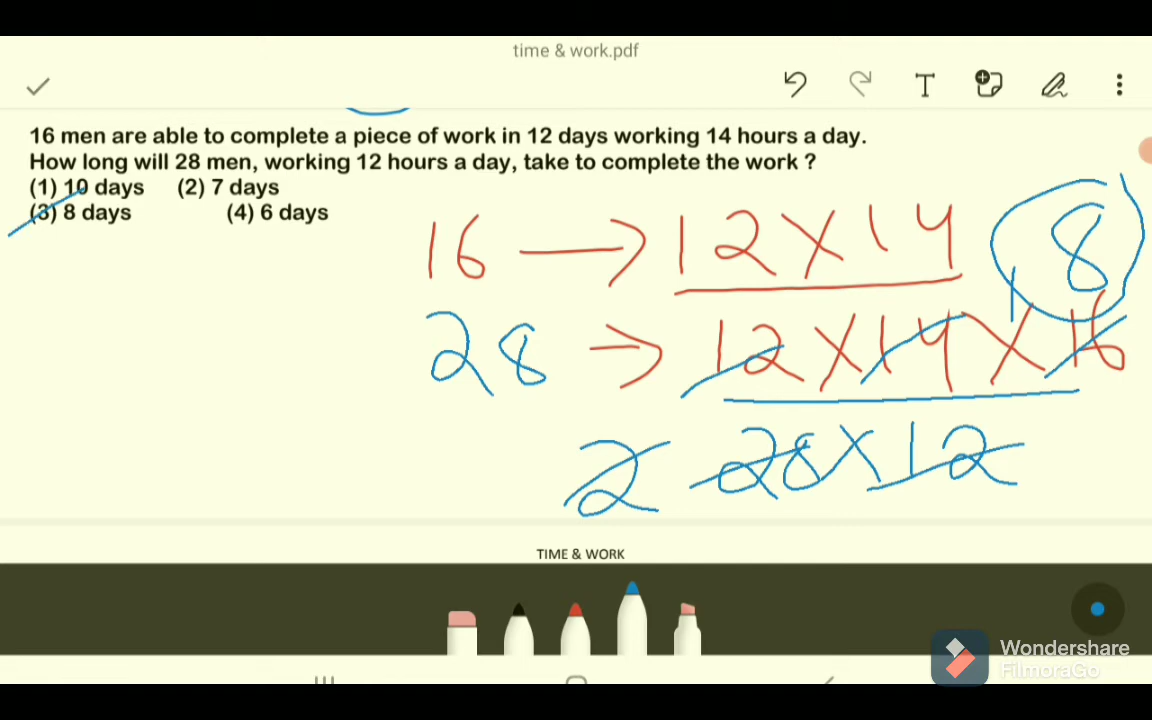 time & work.pdf
16 men are able to complete a piece of work in 12 days working 14 hours a day.
How long will 28 men, working 12 hours a day, take to complete the work ?
(1) 10 days (2) 7 days
(3) 8 days (4) 6 days
16 → 12 X 14
8
28 → 12 X 14 X 16
2 28 X 12
TIME & WORK
Wondershare
FilmoraGo